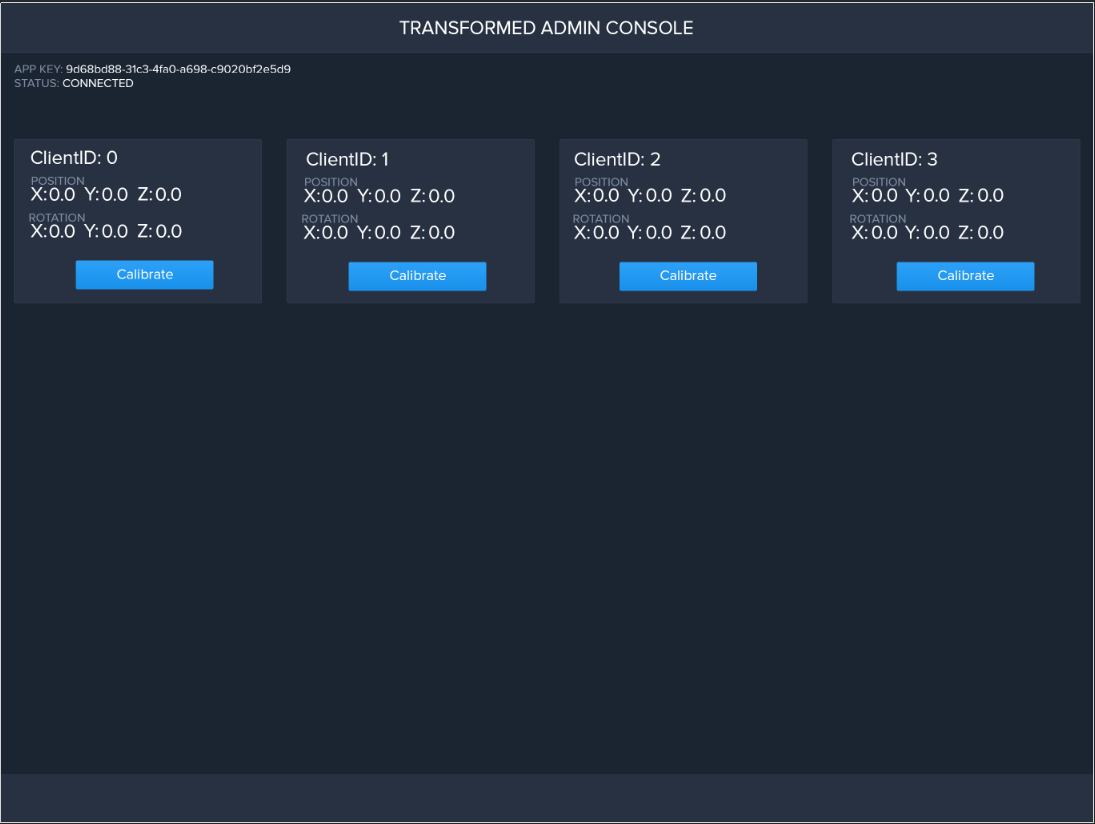 TRANSFORMED ADMIN CONSOLE
APP KEY: 9d68bd88-31c3-4fa0-a698-c9020bf2e5d9
STATUS: CONNECTED
ClientID: 0
POSITION
X:0.0 Y:0.0 Z:0.0
ROTATION
X:0.0 Y:0.0 Z:0.0
Calibrate
ClientID: 1
POSITION
X:0.0 Y:0.0 Z:0.0
ROTATION
X:0.0 Y:0.0 Z:0.0
Calibrate
ClientID: 2
POSITION
X:0.0 Y:0.0 Z:0.0
ROTATION
X:0.0 Y:0.0 Z:0.0
Calibrate
ClientID: 3
POSITION
X:0.0 Y:0.0 Z:0.0
ROTATION
X:0.0 Y:0.0 Z:0.0
Calibrate